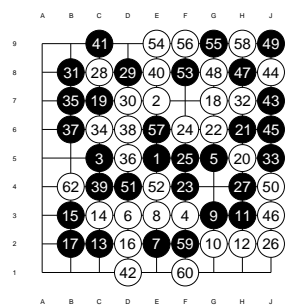 A B C D E F G H J
9 41 54 56 55 58 49 9
8 31 28 29 40 53 48 47 44 8
7 35 19 30 2 18 32 43 7
6 37 34 38 57 24 22 21 45 6
5 3 36 1 25 5 20 33 5
4 62 39 51 52 23 27 50 4
3 15 14 6 8 4 9 11 46 3
2 17 13 16 7 59 10 12 26 2
1 42 60 1
A B C D E F G H J